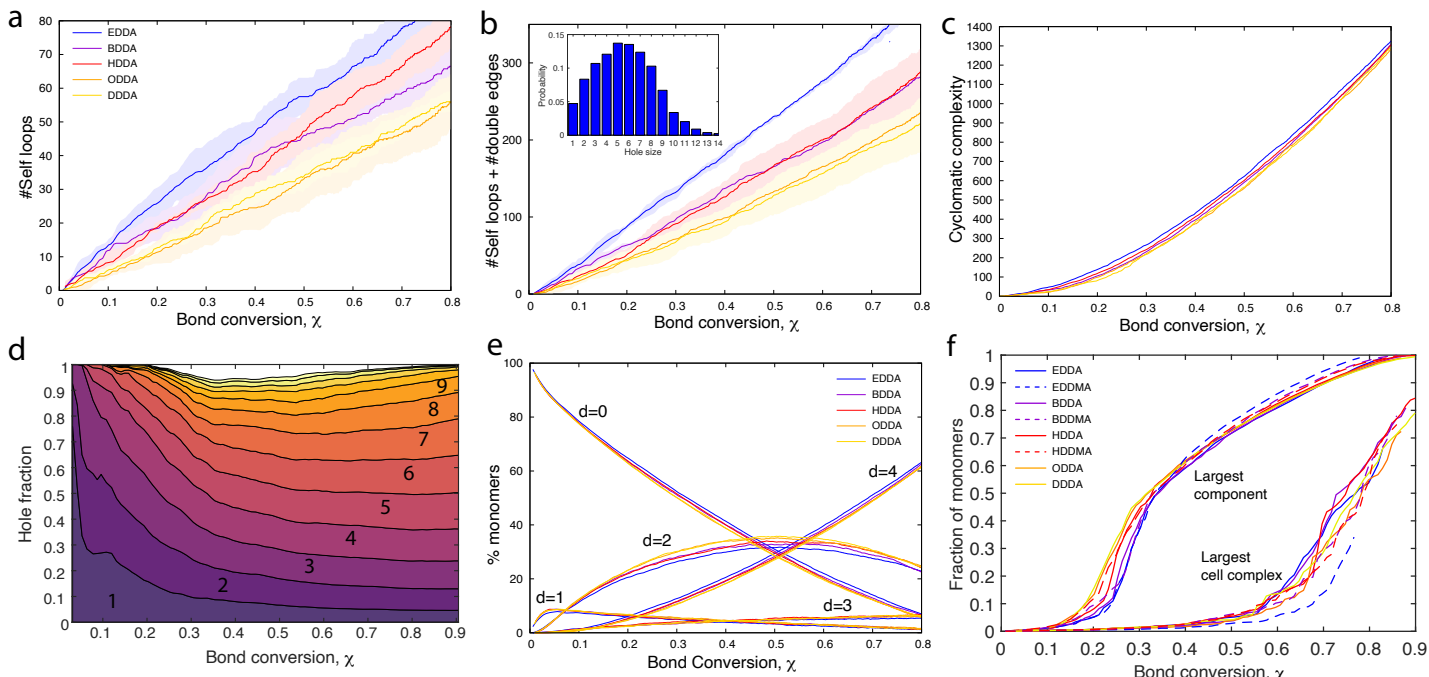 a
80
70
60
50
40
30
20
10
0
#Self loops
EDDA
BDDA
HDDA
ODDA
DDDA
0 0.1 0.2 0.3 0.4 0.5 0.6 0.7 0.8
Bond conversion, χ
b
300
200
100
0
#Self loops + #double edges
0.15
0.1
0.05
0
Probability
1 2 3 4 5 6 7 8 9 10 11 12 13 14
Hole size
0 0.1 0.2 0.3 0.4 0.5 0.6 0.7 0.8
Bond conversion, χ
c
1400
1300
1200
1100
1000
900
800
700
600
500
400
300
200
100
0
Cyclomatic complexity
0 0.1 0.2 0.3 0.4 0.5 0.6 0.7 0.8
Bond conversion, χ
d
1
0.9
0.8
0.7
0.6
0.5
0.4
0.3
0.2
0.1
0
Hole fraction
9
8
7
6
5
4
3
2
1
0.1 0.2 0.3 0.4 0.5 0.6 0.7 0.8 0.9
Bond conversion, χ
e
100
80
60
40
20
0
% monomers
EDDA
BDDA
HDDA
ODDA
DDDA
d=0
d=4
d=2
d=1
d=3
0 0.1 0.2 0.3 0.4 0.5 0.6 0.7 0.8
Bond Conversion, χ
f
1
0.9
0.8
0.7
0.6
0.5
0.4
0.3
0.2
0.1
0
Fraction of monomers
EDDA
EDDMA
BDDA
BDDMA
HDDA
HDDMA
ODDA
DDDA
Largest
component
Largest
cell complex
0 0.1 0.2 0.3 0.4 0.5 0.6 0.7 0.8 0.9
Bond conversion, χ